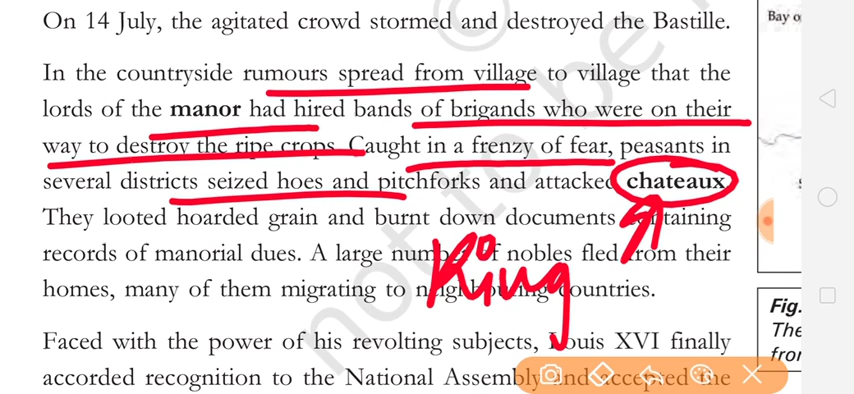 On 14 July, the agitated crowd stormed and destroyed the Bastille.
In the countryside rumours spread from village to village that the
lords of the manor had hired bands of brigands who were on their
way to destroy the ripe crops. Caught in a frenzy of fear, peasants in
several districts seized hoes and pitchforks and attacked chateaux
They looted hoarded grain and burnt down documents containing
records of manorial dues. A large number of nobles fled from their
King
homes, many of them migrating to neighbouring countries.
Faced with the power of his revolting subjects, Louis XVI finally
accorded recognition to the National Assembly and accepted the
Bay o
Fig.
The
from
not to be